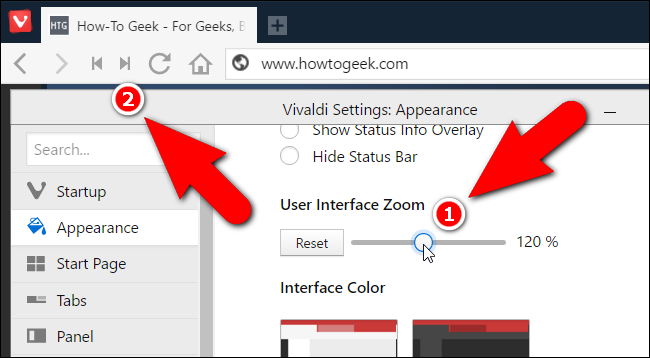 HTG How-To Geek - For Geeks, B
www.howtogeek.com
2
Vivaldi Settings: Appearance
Search...
Startup
Appearance
Start Page
Tabs
Panel
Show Status Info Overlay
Hide Status Bar
User Interface Zoom
1
Reset
120 %
Interface Color